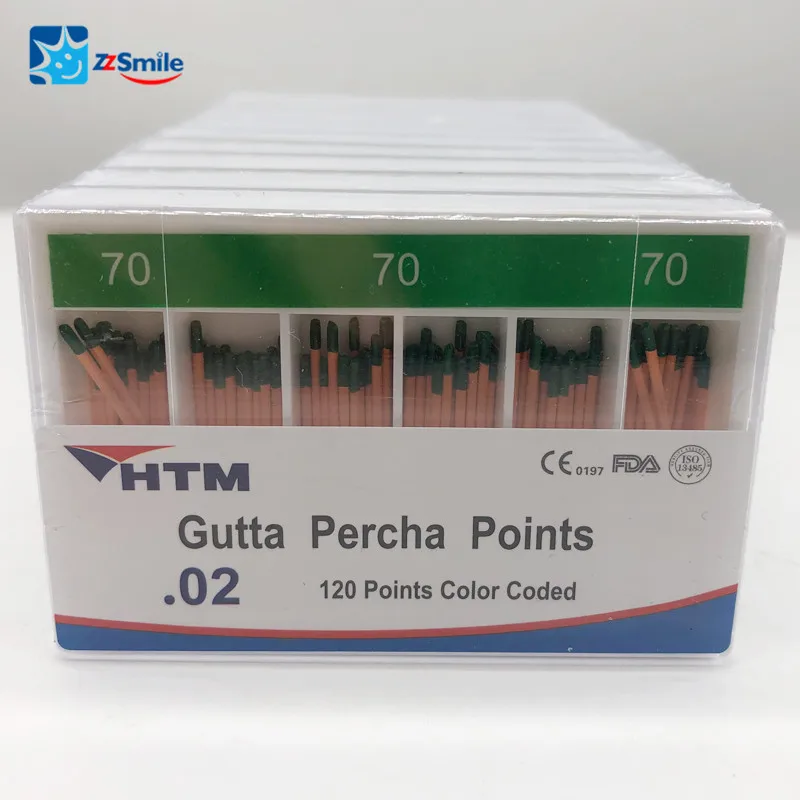 ZZSmile
70 70 70
HTM
CE 0197 FDA ISO 13485
Gutta Percha Points
.02 120 Points Color Coded